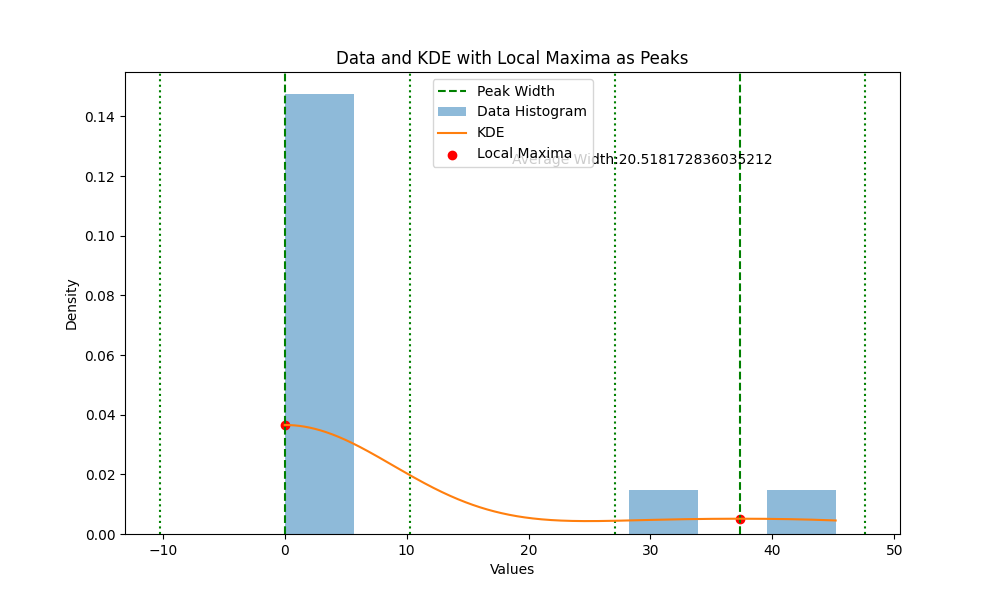 Data and KDE with Local Maxima as Peaks
Peak Width
Data Histogram
KDE
Local Maxima
Average Width:20.518172836035212
Density
0.14
0.12
0.10
0.08
0.06
0.04
0.02
0.00
−10
0
10
20
30
40
50
Values